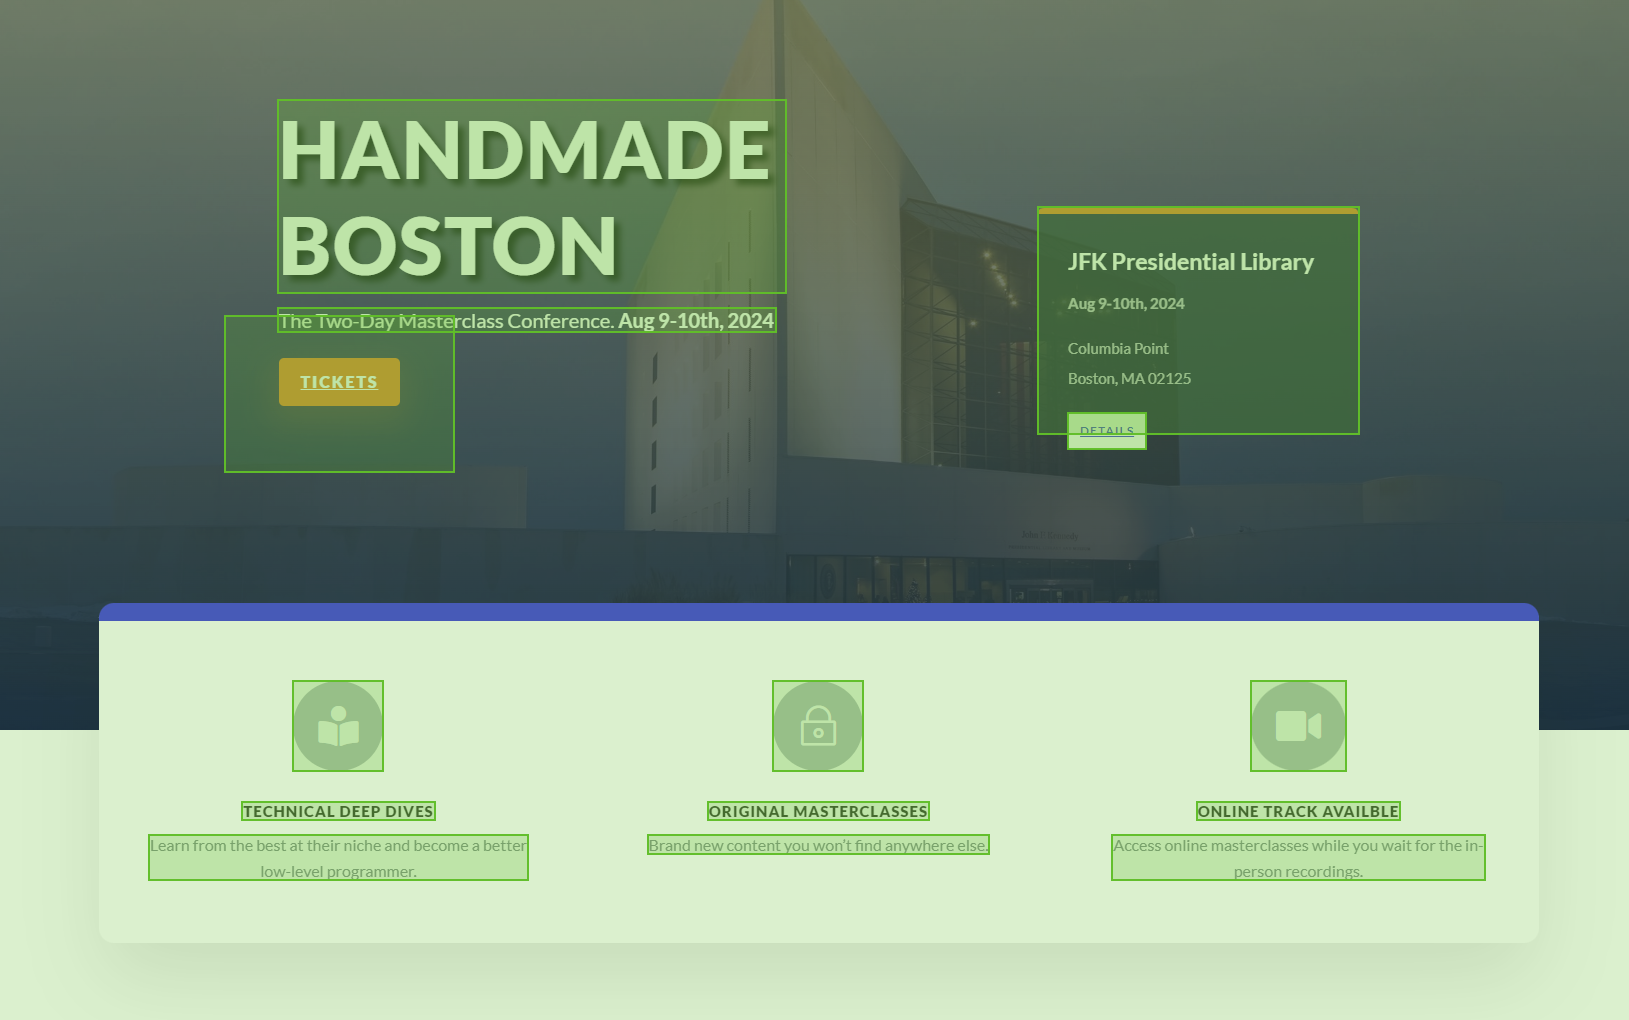 HANDMADE
BOSTON
The Two-Day Masterclass Conference. Aug 9-10th, 2024
TICKETS
JFK Presidential Library
Aug 9-10th, 2024
Columbia Point
Boston, MA 02125
DETAILS
TECHNICAL DEEP DIVES
Learn from the best at their niche and become a better
low-level programmer.
ORIGINAL MASTERCLASSES
Brand new content you won't find anywhere else.
ONLINE TRACK AVAILBLE
Access online masterclasses while you wait for the in-
person recordings.